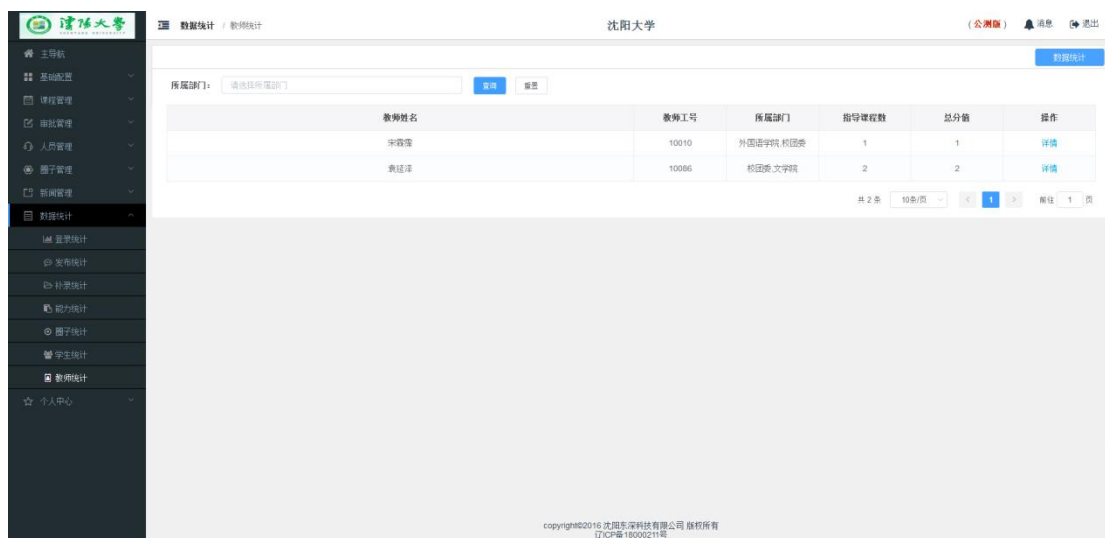 沈阳大学
SHENYANG UNIVERSITY
数据统计 / 教师统计
沈阳大学
(公测版)
消息
退出
主导航
基础配置
课程管理
审批管理
人员管理
圈子管理
新闻管理
数据统计
登录统计
发布统计
补录统计
能力统计
圈子统计
学生统计
教师统计
个人中心
数据统计
所属部门: 请选择所属部门 查询 重置
教师姓名 教师工号 所属部门 指导课程数 总分值 操作
宋霜霜 10010 外国语学院,校团委 1 1 详情
袁廷泽 10086 校团委,文学院 2 2 详情
共 2 条 10条/页 < 1 > 前往 1 页
copyright©2016 沈阳东深科技有限公司 版权所有
辽ICP备18000211号